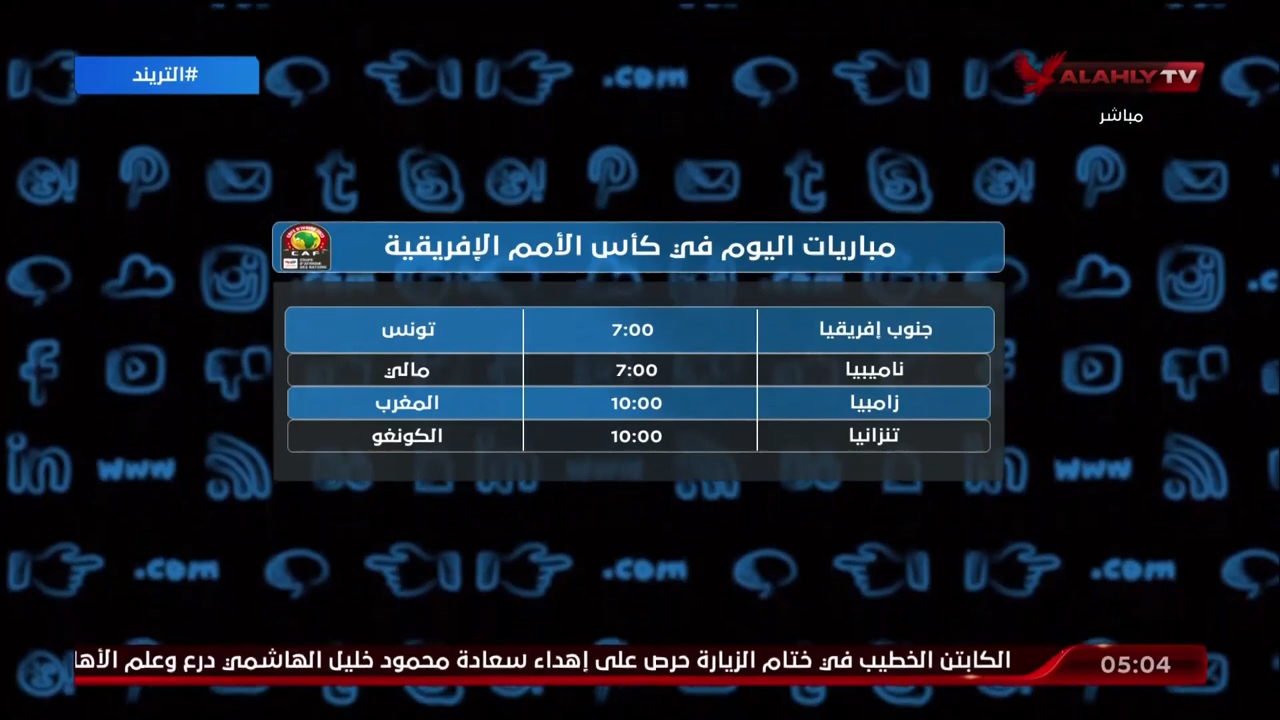 #التريند
ALAHLY TV
مباشر
مباريات اليوم في كأس الأمم الإفريقية
CAF
جنوب إفريقيا 7:00 تونس
ناميبيا 7:00 مالي
زامبيا 10:00 المغرب
تنزانيا 10:00 الكونغو
الكابتن الخطيب في ختام الزيارة حرص على إهداء سعادة محمود خليل الهاشمي درع وعلم الأها
05:04